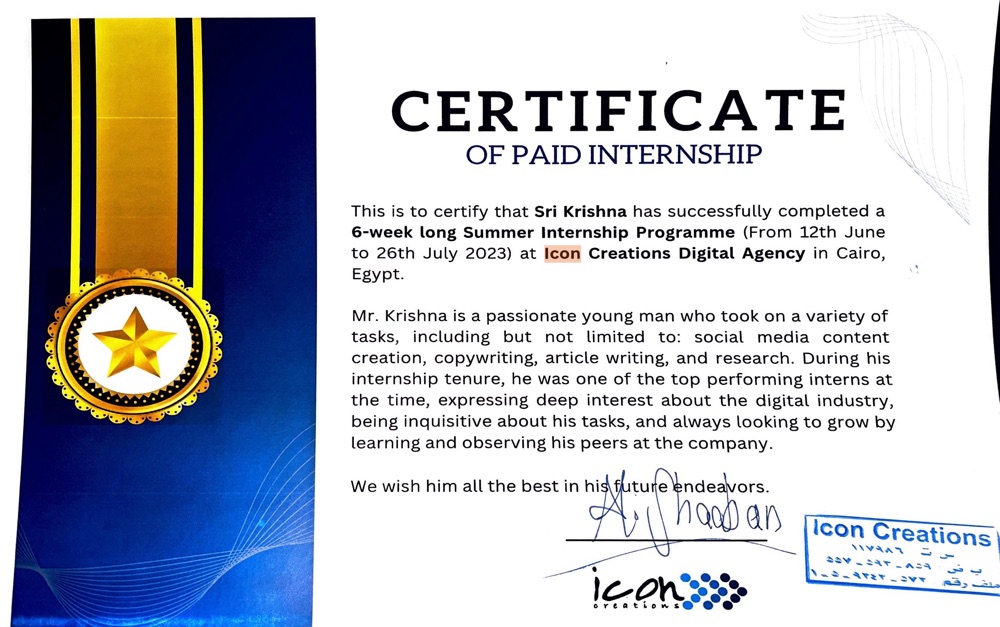 CERTIFICATE
OF PAID INTERNSHIP
This is to certify that Sri Krishna has successfully completed a
6-week long Summer Internship Programme (From 12th June
to 26th July 2023) at Icon Creations Digital Agency in Cairo,
Egypt.
Mr. Krishna is a passionate young man who took on a variety of
tasks, including but not limited to: social media content
creation, copywriting, article writing, and research. During his
internship tenure, he was one of the top performing interns at
the time, expressing deep interest about the digital industry,
being inquisitive about his tasks, and always looking to grow by
learning and observing his peers at the company.
We wish him all the best in his future endeavors.
A. Shaaban
icon
creations
Icon Creations
س ت ١١٧٩٨٦